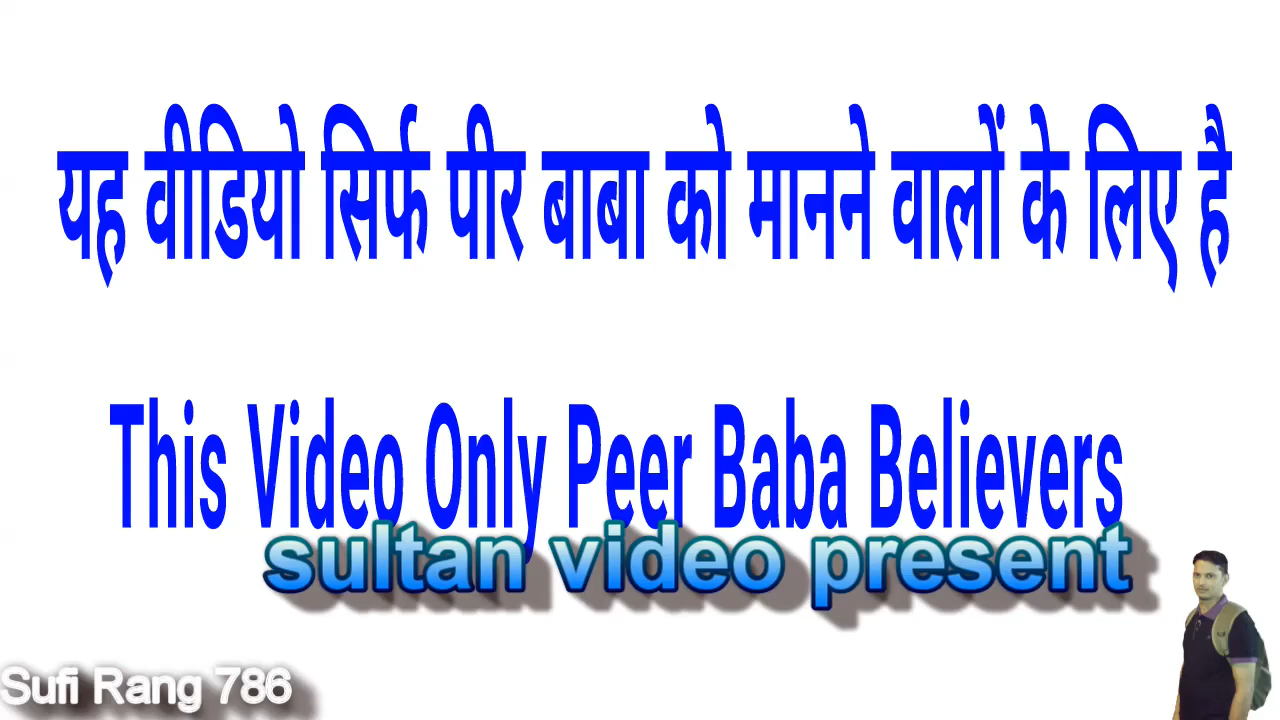 यह वीडियो सिर्फ पीर बाबा को मानने वालों के लिए है
This Video Only Peer Baba Believers
sultan video present
Sufi Rang 786